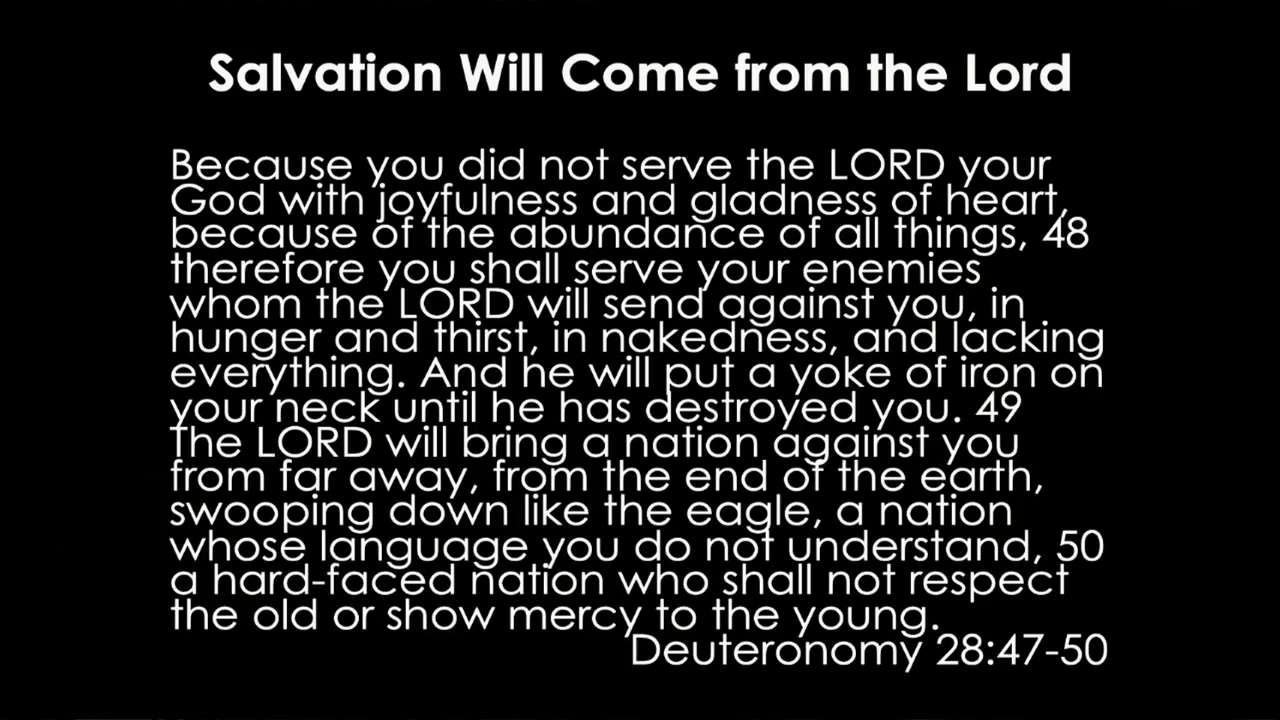 Salvation Will Come from the Lord
Because you did not serve the LORD your
God with joyfulness and gladness of heart,
because of the abundance of all things, 48
therefore you shall serve your enemies
whom the LORD will send against you, in
hunger and thirst, in nakedness, and lacking
everything. And he will put a yoke of iron on
your neck until he has destroyed you. 49
The LORD will bring a nation against you
from far away, from the end of the earth,
swooping down like the eagle, a nation
whose language you do not understand, 50
a hard-faced nation who shall not respect
the old or show mercy to the young.
Deuteronomy 28:47-50